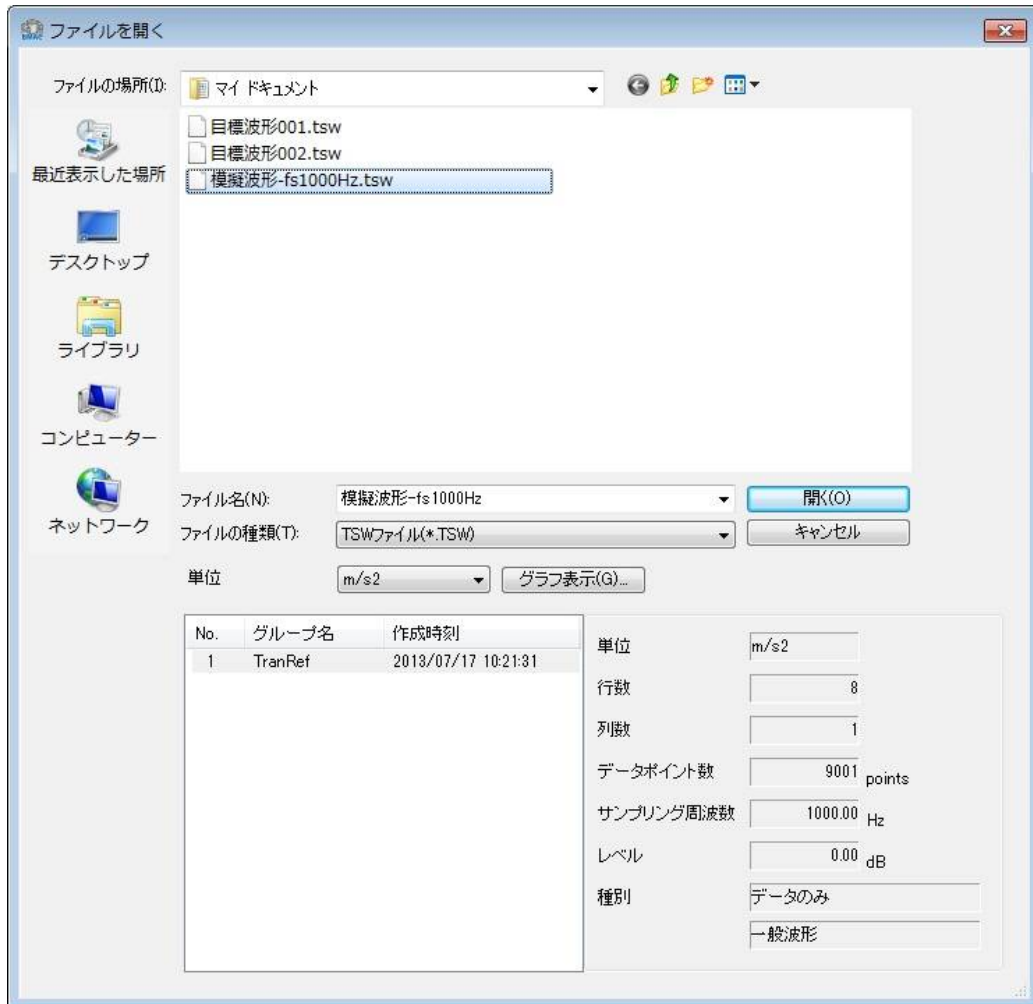 ファイルを開く
ファイルの場所(I):
マイ ドキュメント
目標波形001.tsw
目標波形002.tsw
模擬波形-fs1000Hz.tsw
最近表示した場所
デスクトップ
ライブラリ
コンピューター
ネットワーク
ファイル名(N):
模擬波形-fs1000Hz
開く(O)
ファイルの種類(T):
TSWファイル(*.TSW)
キャンセル
単位
m/s2
グラフ表示(G)...
No. グループ名 作成時刻
1 TranRef 2013/07/17 10:21:31
単位 m/s2
行数 8
列数 1
データポイント数 9001 points
サンプリング周波数 1000.00 Hz
レベル 0.00 dB
種別 データのみ
一般波形